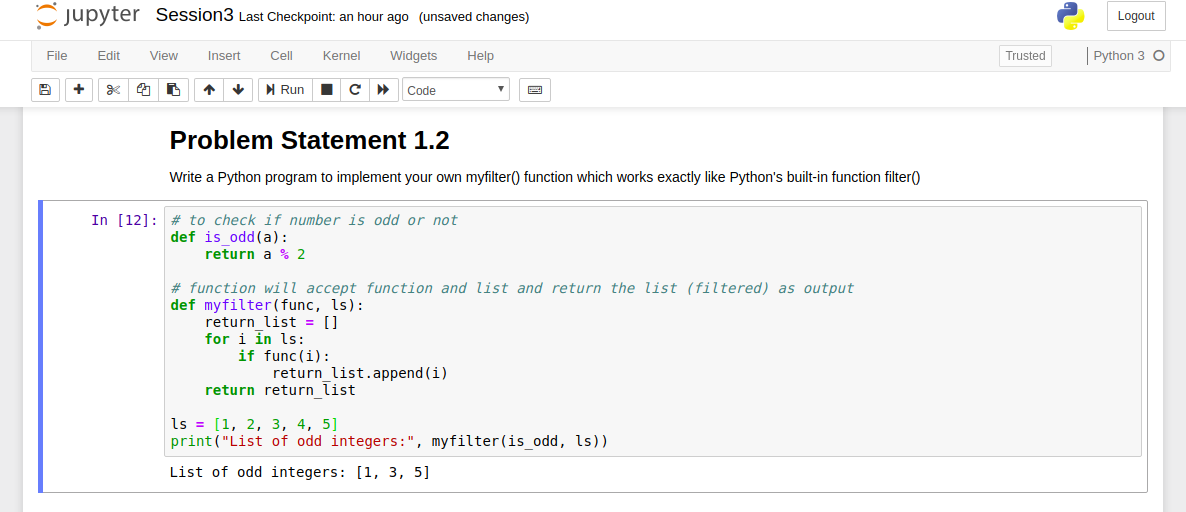 jupyter Session3 Last Checkpoint: an hour ago (unsaved changes) Logout
File Edit View Insert Cell Kernel Widgets Help Trusted Python 3
Run Code
Problem Statement 1.2
Write a Python program to implement your own myfilter() function which works exactly like Python's built-in function filter()
In [12]: # to check if number is odd or not
def is_odd(a):
    return a % 2
# function will accept function and list and return the list (filtered) as output
def myfilter(func, ls):
    return_list = []
    for i in ls:
        if func(i):
            return_list.append(i)
    return return_list
ls = [1, 2, 3, 4, 5]
print("List of odd integers:", myfilter(is_odd, ls))
List of odd integers: [1, 3, 5]